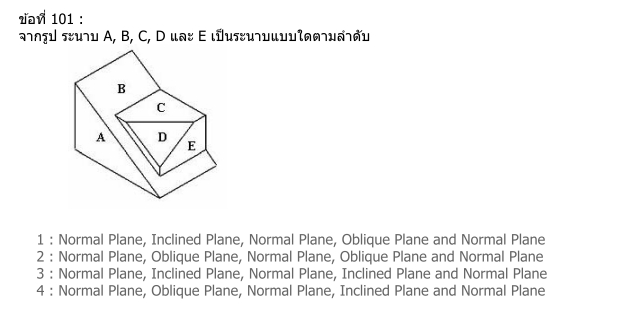 ข้อที่ 101 :
จากรูป ระนาบ A, B, C, D และ E เป็นระนาบแบบใดตามลำดับ
B
C
A
D
E
1 : Normal Plane, Inclined Plane, Normal Plane, Oblique Plane and Normal Plane
2 : Normal Plane, Oblique Plane, Normal Plane, Oblique Plane and Normal Plane
3 : Normal Plane, Inclined Plane, Normal Plane, Inclined Plane and Normal Plane
4 : Normal Plane, Oblique Plane, Normal Plane, Inclined Plane and Normal Plane